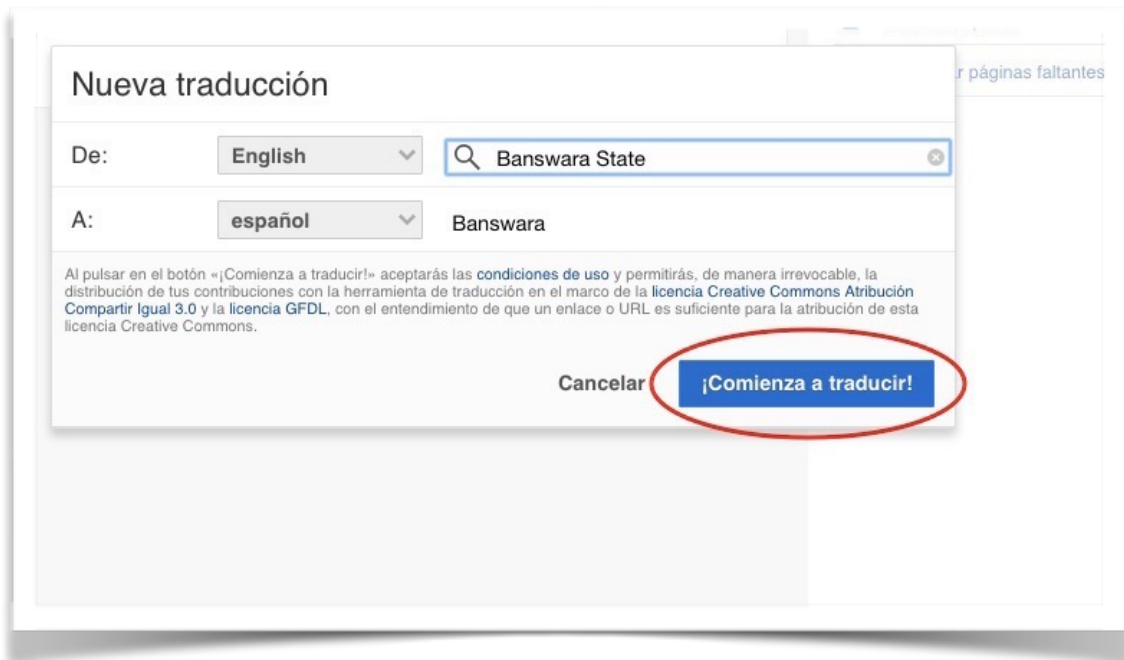 r páginas faltantes
Nueva traducción
De: English Banswara State
A: español Banswara
Al pulsar en el botón «¡Comienza a traducir!» aceptarás las condiciones de uso y permitirás, de manera irrevocable, la
distribución de tus contribuciones con la herramienta de traducción en el marco de la licencia Creative Commons Atribución
Compartir Igual 3.0 y la licencia GFDL, con el entendimiento de que un enlace o URL es suficiente para la atribución de esta
licencia Creative Commons.
Cancelar ¡Comienza a traducir!